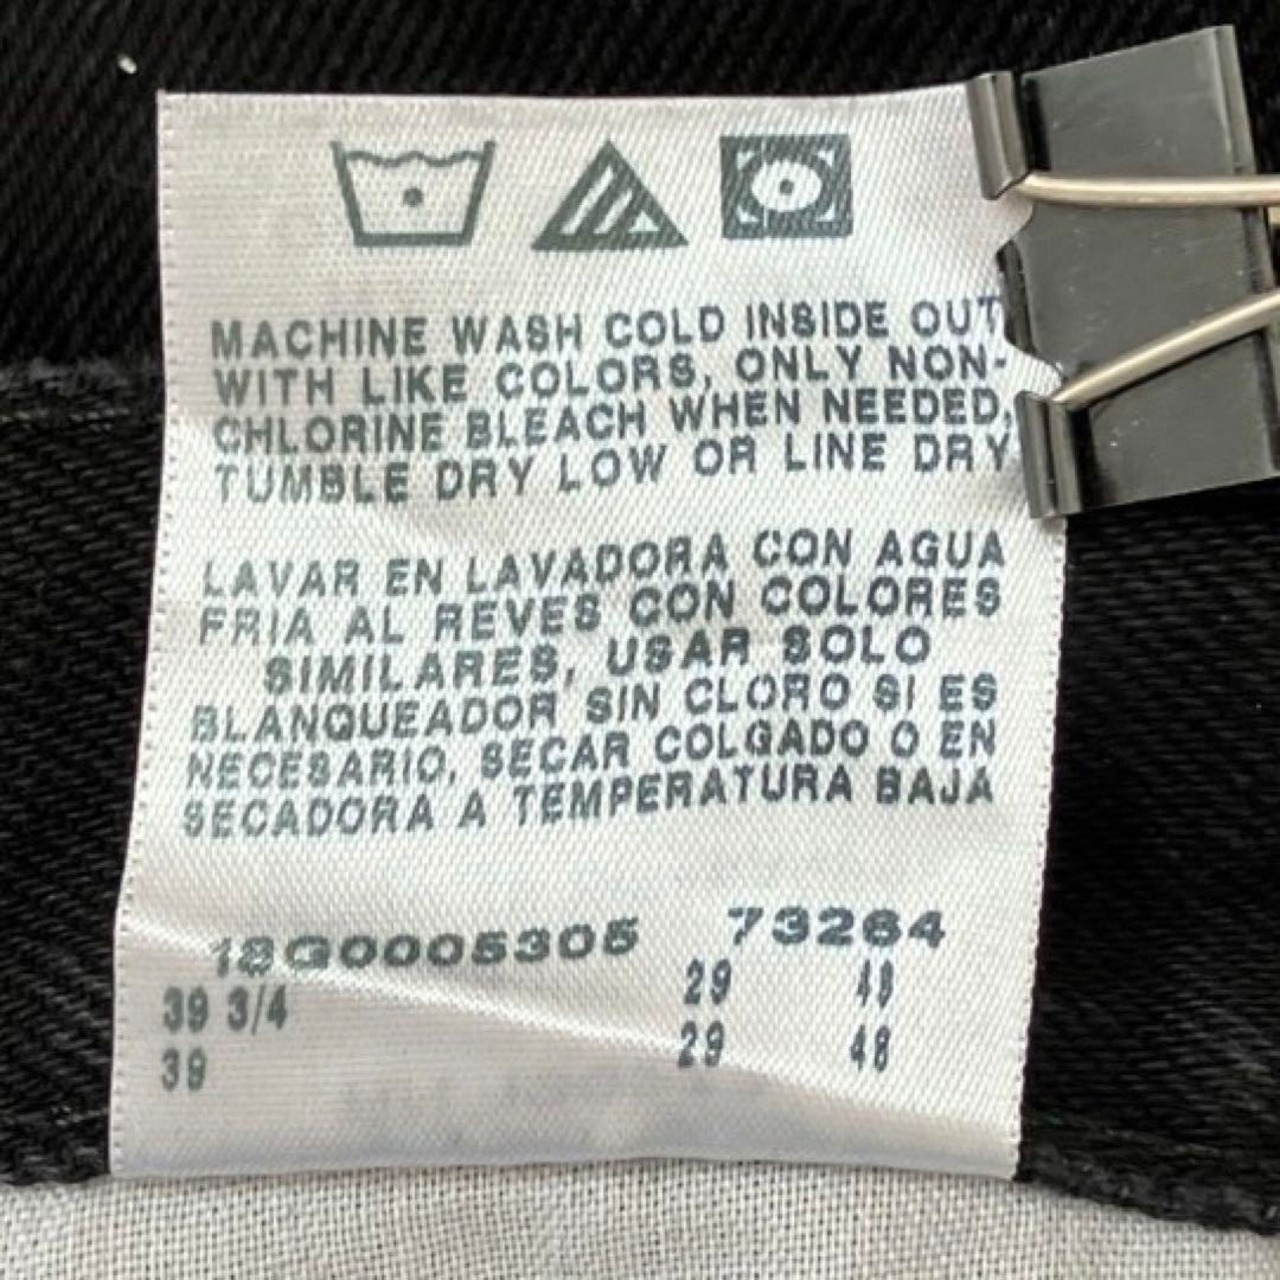 MACHINE WASH COLD INSIDE OUT
WITH LIKE COLORS, ONLY NON-
CHLORINE BLEACH WHEN NEEDED,
TUMBLE DRY LOW OR LINE DRY
LAVAR EN LAVADORA CON AGUA
FRIA AL REVES CON COLORES
SIMILARES, USAR SOLO
BLANQUEADOR SIN CLORO SI ES
NECESARIO, SECAR COLGADO O EN
SECADORA A TEMPERATURA BAJA
18G0005305 73264
39 3/4 29
39 29 48